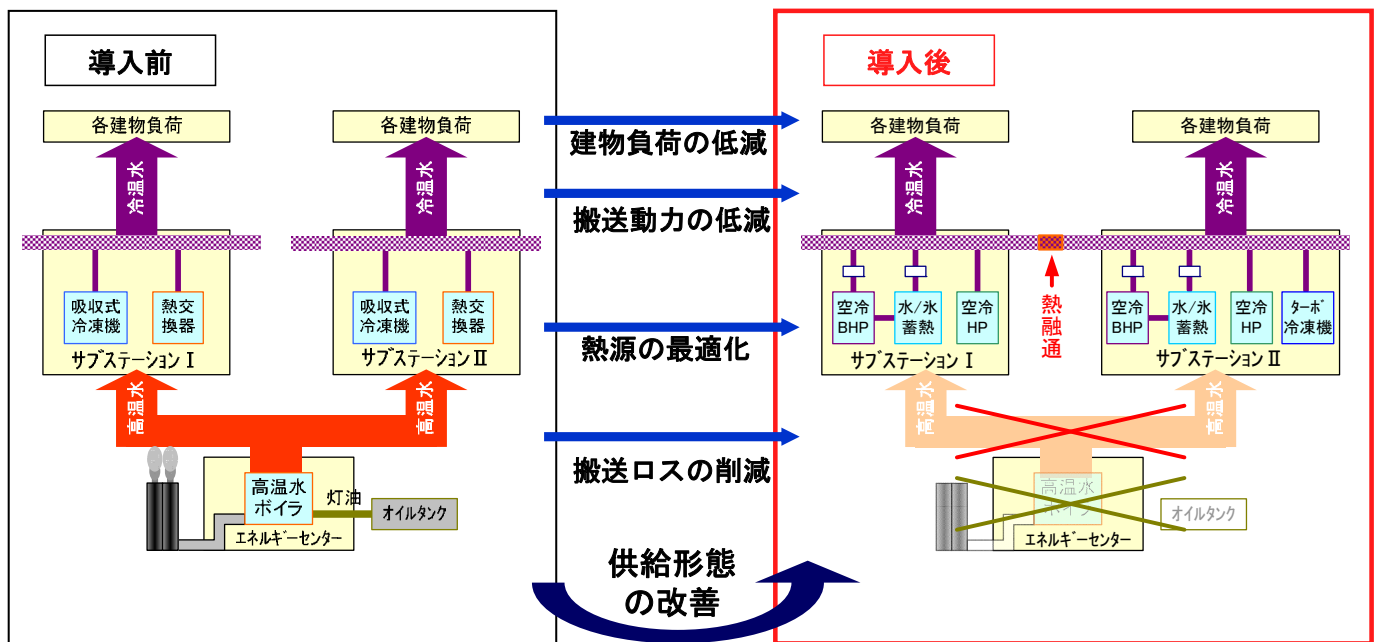 導入前
各建物負荷
各建物負荷
冷温水
冷温水
吸収式
冷凍機
熱交
換器
サブステーション I
吸収式
冷凍機
熱交
換器
サブステーション II
高温水
高温水
高温水
ボイラ
灯油
オイルタンク
エネルギーセンター
建物負荷の低減
搬送動力の低減
熱源の最適化
搬送ロスの削減
供給形態
の改善
導入後
各建物負荷
各建物負荷
冷温水
冷温水
空冷
BHP
水/氷
蓄熱
空冷
HP
サブステーション I
熱融通
空冷
BHP
水/氷
蓄熱
空冷
HP
ターボ
冷凍機
サブステーション II
高温水
高温水
高温水
ボイラ
オイルタンク
エネルギーセンター